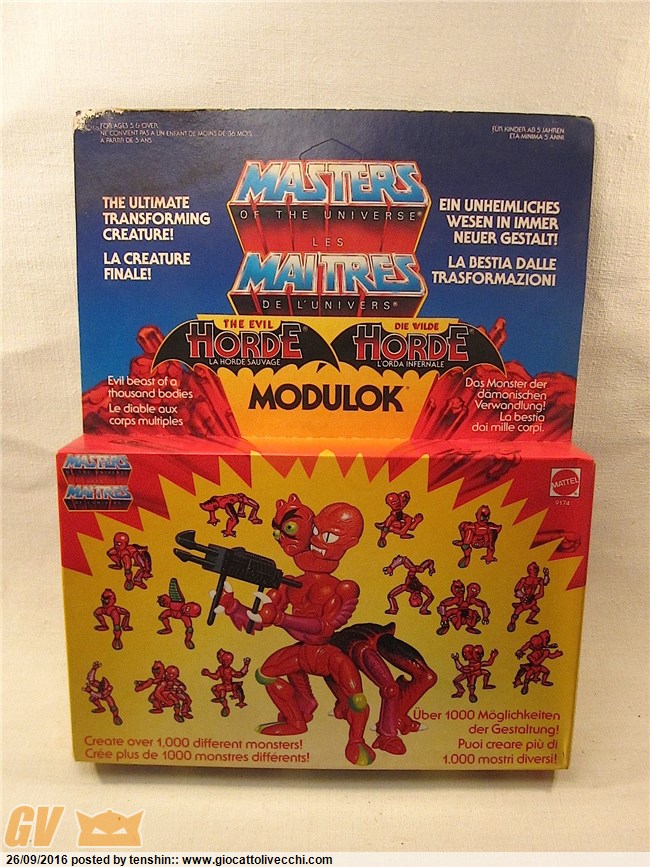 FOR AGES 5 & OVER
NE CONVIENT PAS A UN ENFANT DE MOINS DE 36 MOIS
A PARTIR DE 5 ANS
FÜR KINDER AB 5 JAHREN
ETA MINIMA 5 ANNI
THE ULTIMATE
TRANSFORMING
CREATURE!
LA CREATURE
FINALE!
MASTERS
OF THE UNIVERSE®
LES
MAITRES
DE L'UNIVERS®
EIN UNHEIMLICHES
WESEN IN IMMER
NEUER GESTALT!
LA BESTIA DALLE
TRASFORMAZIONI
THE EVIL
HORDE
LA HORDE SAUVAGE
DIE WILDE
HORDE
L'ORDA INFERNALE
Evil beast of a
thousand bodies
Le diable aux
corps multiples
MODULOK
Das Monster der
dämonischen
Verwandlung!
La bestia
dai mille corpi.
MASTERS
MAITRES
MATTEL
9174
Create over 1,000 different monsters!
Crée plus de 1000 monstres différents!
Über 1000 Möglichkeiten
der Gestaltung!
Puoi creare più di
1.000 mostri diversi!
GV
26/09/2016 posted by tenshin:: www.giocattolivecchi.com